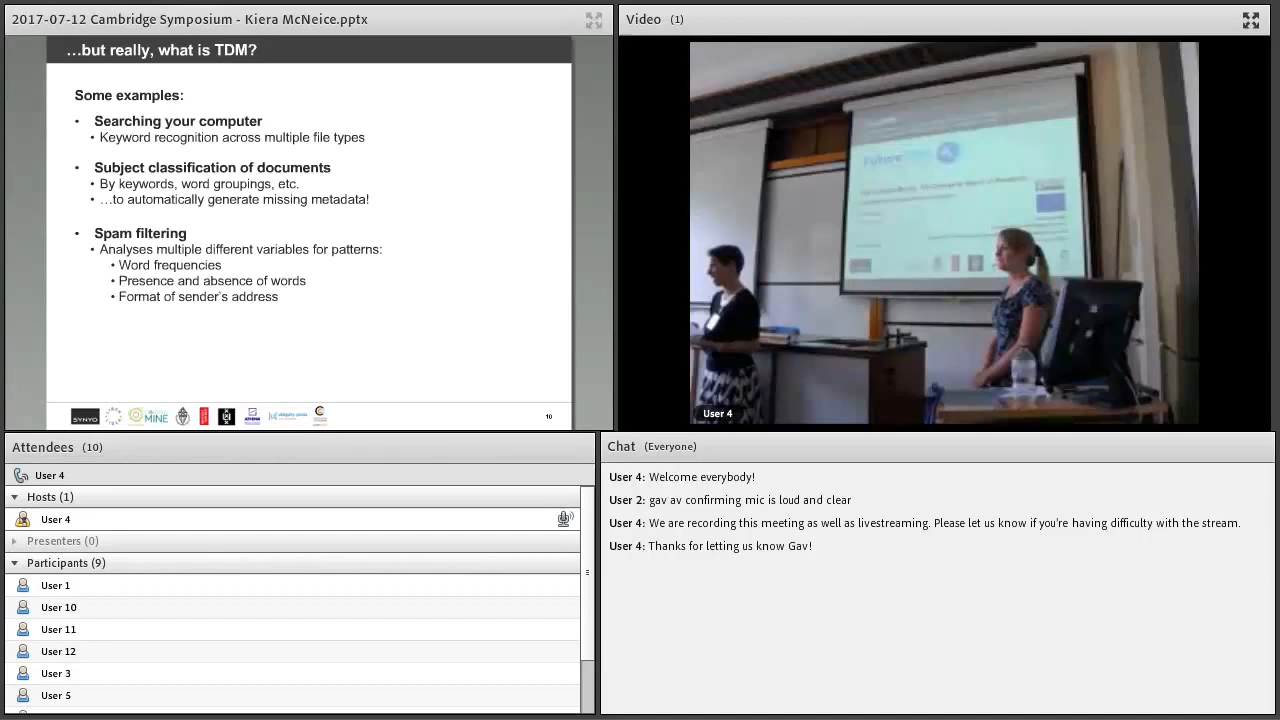 2017-07-12 Cambridge Symposium - Kiera McNeice.pptx
…but really, what is TDM?
Some examples:
• Searching your computer
• Keyword recognition across multiple file types
• Subject classification of documents
• By keywords, word groupings, etc.
• …to automatically generate missing metadata!
• Spam filtering
• Analyses multiple different variables for patterns:
• Word frequencies
• Presence and absence of words
• Format of sender's address
SYNYO
MINE
ATHENA
ubiquity press
10
Video (1)
Future
User 4
Attendees (10)
User 4
Hosts (1)
User 4
Presenters (0)
Participants (9)
User 1
User 10
User 11
User 12
User 3
User 5
Chat (Everyone)
User 4: Welcome everybody!
User 2: gav av confirming mic is loud and clear
User 4: We are recording this meeting as well as livestreaming. Please let us know if you're having difficulty with the stream.
User 4: Thanks for letting us know Gav!